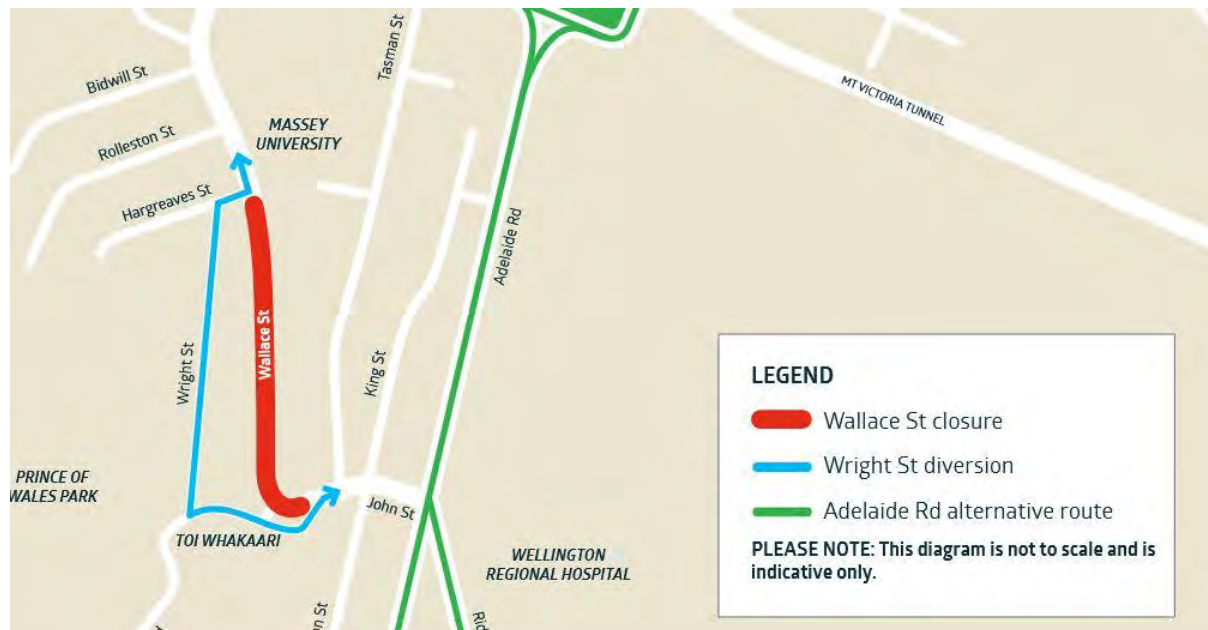 Bidwill St
Rolleston St
Hargreaves St
MASSEY
UNIVERSITY
Tasman St
Adelaide Rd
MT VICTORIA TUNNEL
Wallace St
Wright St
King St
PRINCE OF
WALES PARK
TOI WHAKAARI
John St
WELLINGTON
REGIONAL HOSPITAL
LEGEND
Wallace St closure
Wright St diversion
Adelaide Rd alternative route
PLEASE NOTE: This diagram is not to scale and is
indicative only.